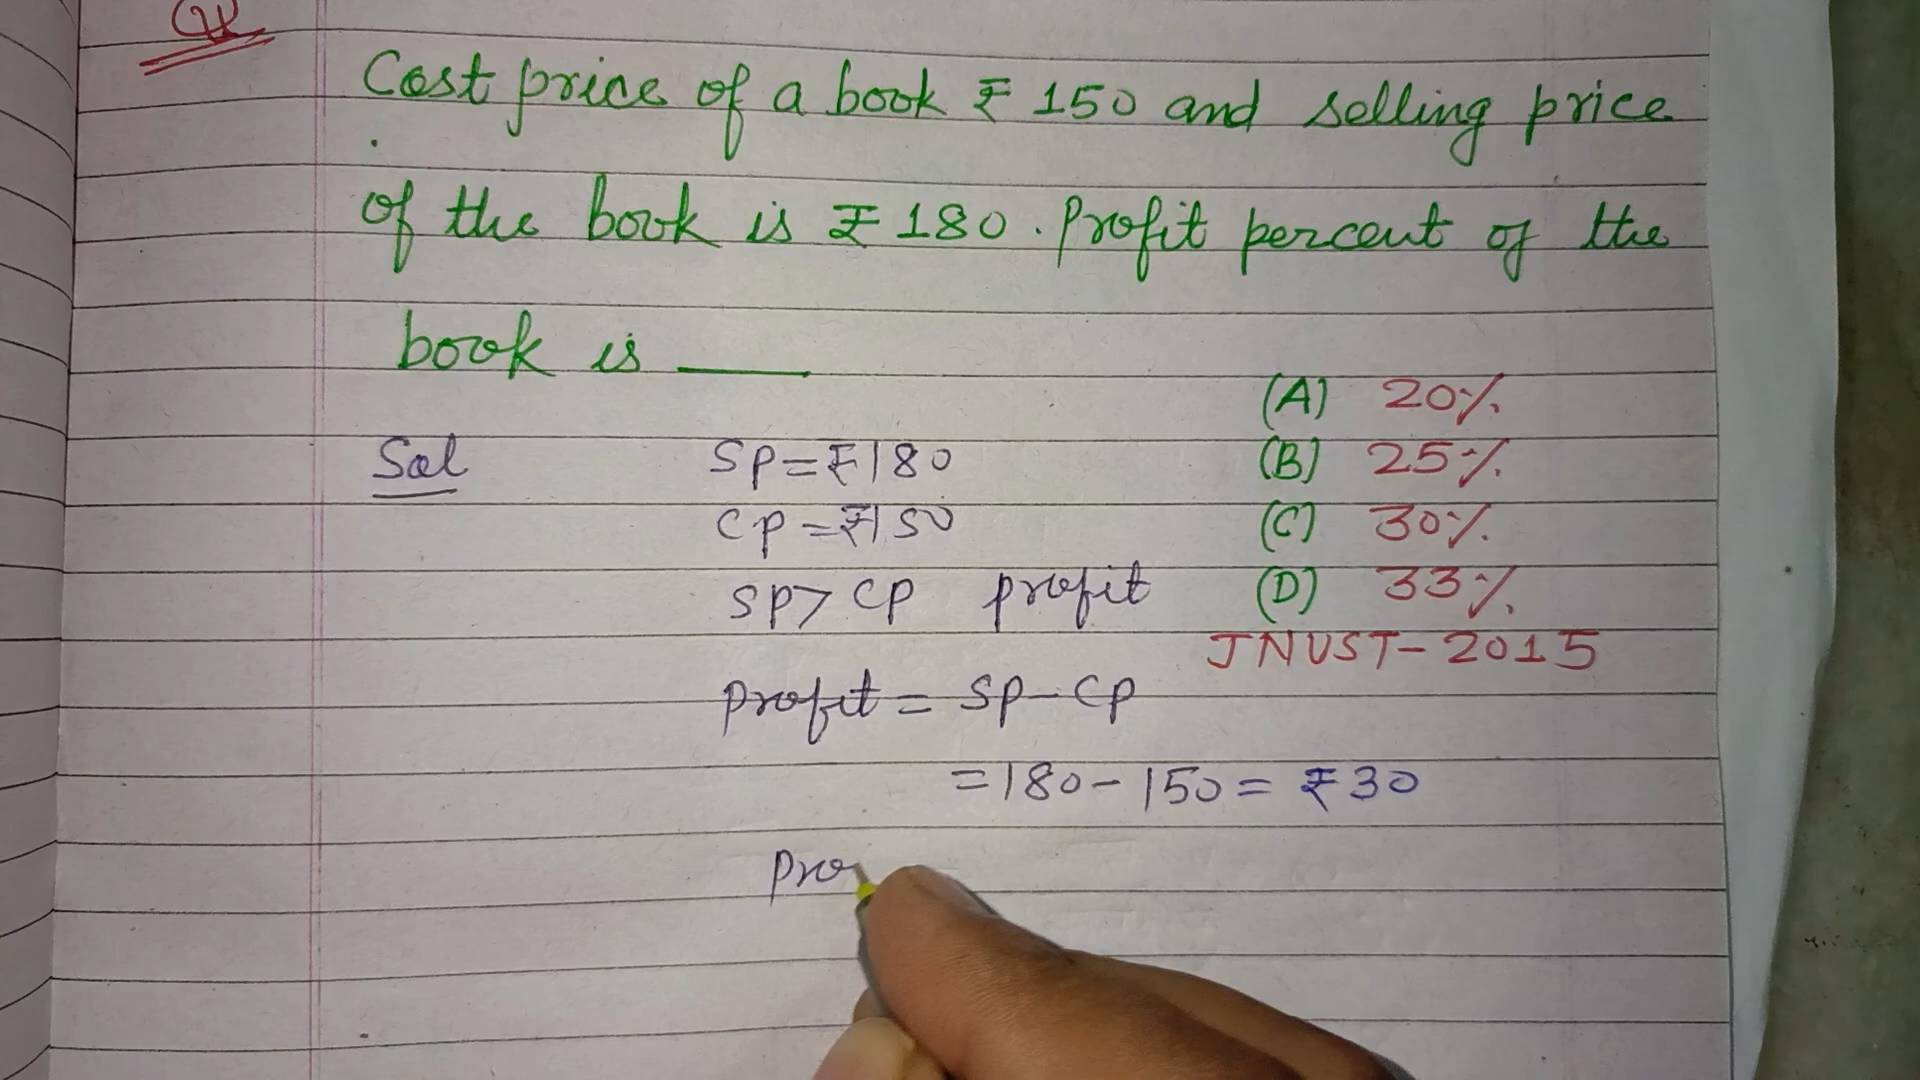 Q4
Cost price of a book ₹ 150 and selling price
of the book is ₹ 180. Profit percent of the
book is ____
(A) 20%
(B) 25%
(C) 30%
(D) 33%
JNVST-2015
Sol
SP=₹180
CP=₹150
SP> CP profit
profit = SP-CP
=180-150= ₹30
pro